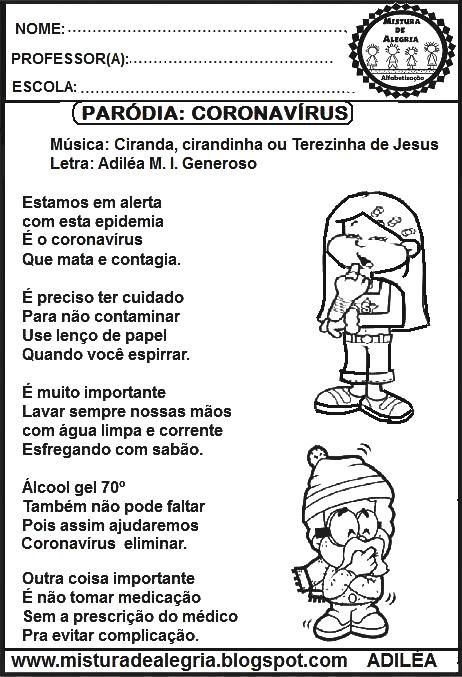 NOME:
PROFESSOR(A):
ESCOLA:
MISTURA
DE
ALEGRIA
Alfabetização
PARÓDIA: CORONAVÍRUS
Música: Ciranda, cirandinha ou Terezinha de Jesus
Letra: Adiléa M. I. Generoso
Estamos em alerta
com esta epidemia
É o coronavírus
Que mata e contagia.
É preciso ter cuidado
Para não contaminar
Use lenço de papel
Quando você espirrar.
É muito importante
Lavar sempre nossas mãos
com água limpa e corrente
Esfregando com sabão.
Álcool gel 70º
Também não pode faltar
Pois assim ajudaremos
Coronavírus eliminar.
Outra coisa importante
É não tomar medicação
Sem a prescrição do médico
Pra evitar complicação.
www.misturadealegria.blogspot.com ADILÉA